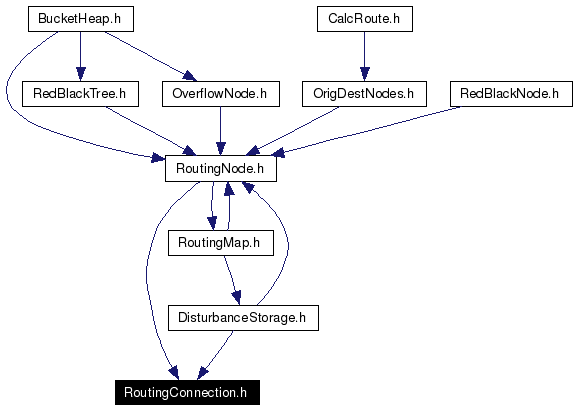 BucketHeap.h
CalcRoute.h
RedBlackTree.h
OverflowNode.h
OrigDestNodes.h
RedBlackNode.h
RoutingNode.h
RoutingMap.h
DisturbanceStorage.h
RoutingConnection.h